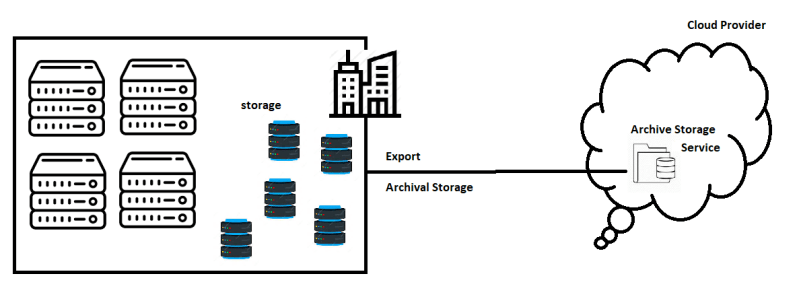 Cloud Provider
storage
Archive Storage
Service
Export
Archival Storage